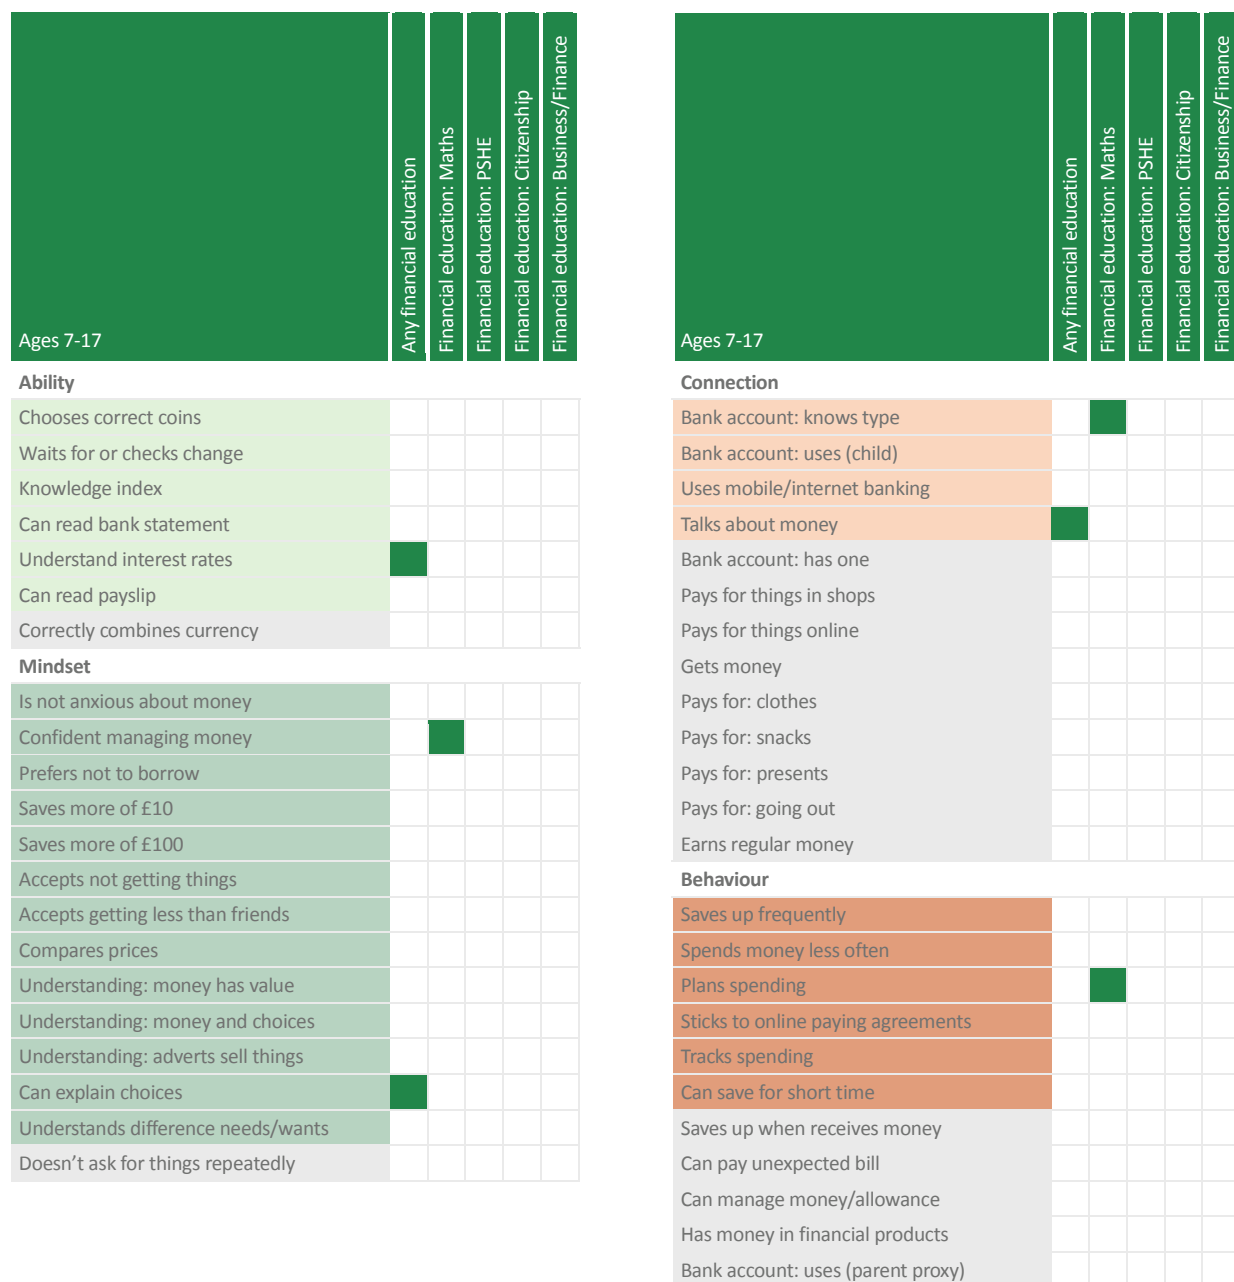 Ages 7-17
Any financial education
Financial education: Maths
Financial education: PSHE
Financial education: Citizenship
Financial education: Business/Finance
Ability
Chooses correct coins
Waits for or checks change
Knowledge index
Can read bank statement
Understand interest rates
Can read payslip
Correctly combines currency
Mindset
Is not anxious about money
Confident managing money
Prefers not to borrow
Saves more of £10
Saves more of £100
Accepts not getting things
Accepts getting less than friends
Compares prices
Understanding: money has value
Understanding: money and choices
Understanding: adverts sell things
Can explain choices
Understands difference needs/wants
Doesn’t ask for things repeatedly
Ages 7-17
Any financial education
Financial education: Maths
Financial education: PSHE
Financial education: Citizenship
Financial education: Business/Finance
Connection
Bank account: knows type
Bank account: uses (child)
Uses mobile/internet banking
Talks about money
Bank account: has one
Pays for things in shops
Pays for things online
Gets money
Pays for: clothes
Pays for: snacks
Pays for: presents
Pays for: going out
Earns regular money
Behaviour
Saves up frequently
Spends money less often
Plans spending
Sticks to online paying agreements
Tracks spending
Can save for short time
Saves up when receives money
Can pay unexpected bill
Can manage money/allowance
Has money in financial products
Bank account: uses (parent proxy)